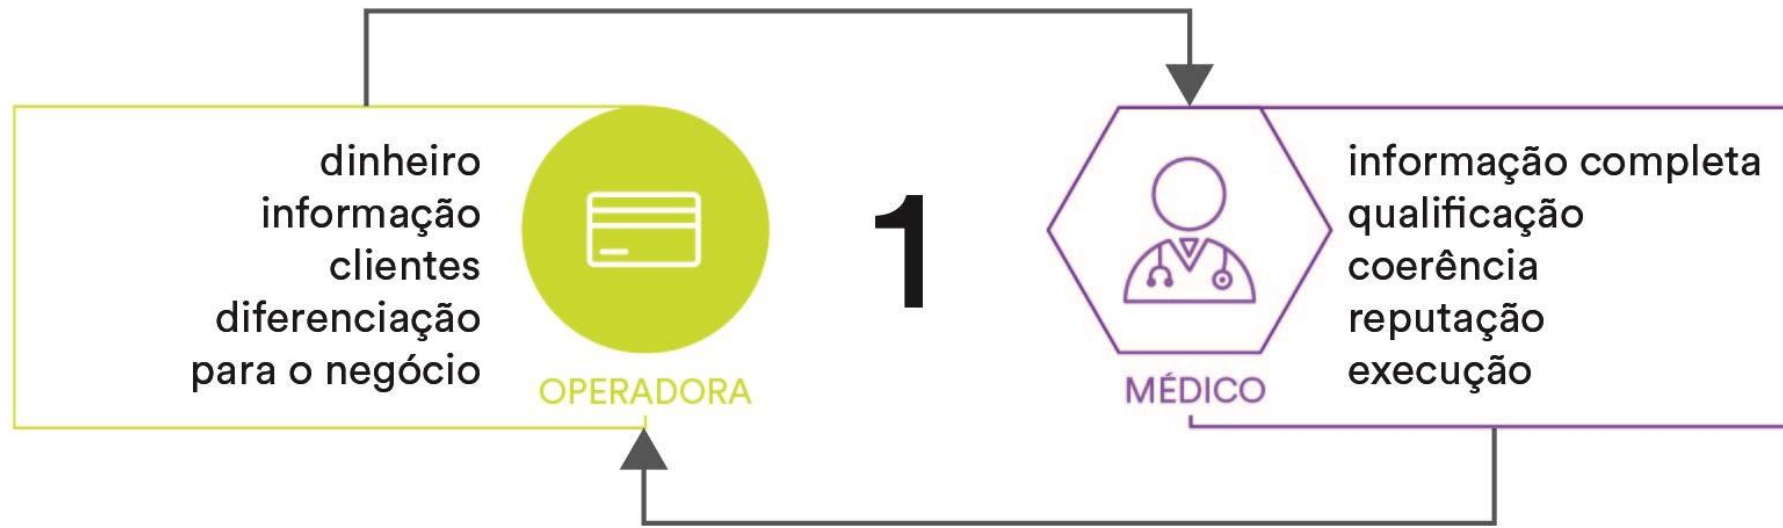 dinheiro
informação
clientes
diferenciação
para o negócio
OPERADORA
1
MÉDICO
informação completa
qualificação
coerência
reputação
execução